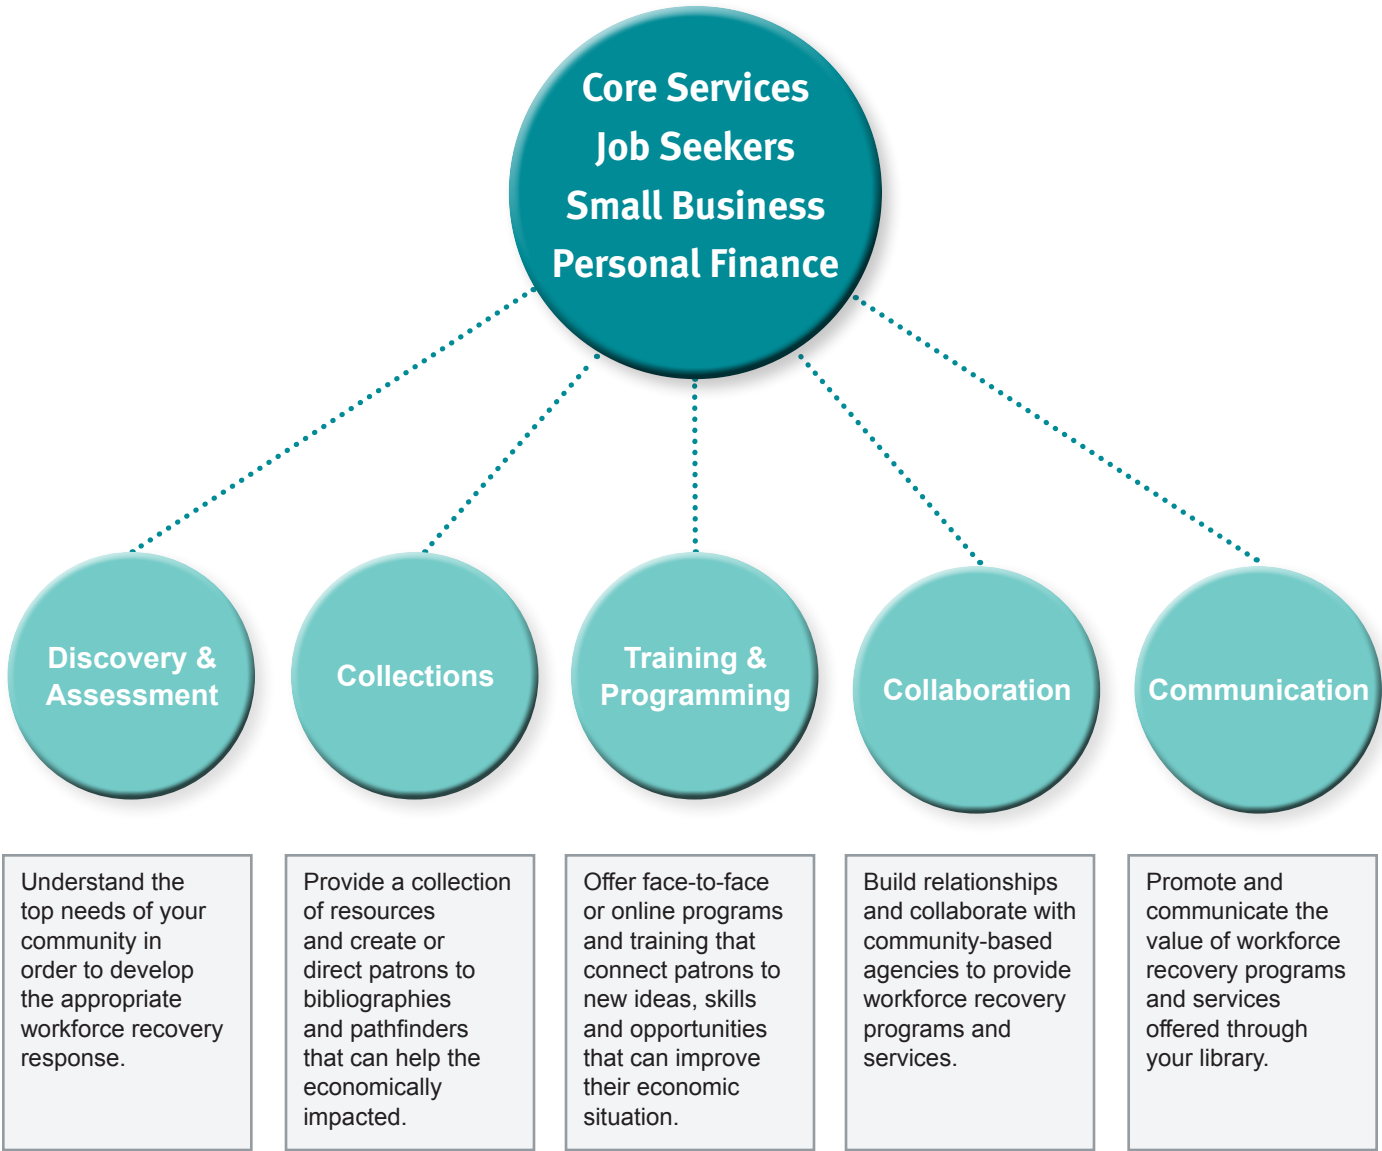 Core Services
Job Seekers
Small Business
Personal Finance
Discovery &
Assessment
Collections
Training &
Programming
Collaboration
Communication
Understand the
top needs of your
community in
order to develop
the appropriate
workforce recovery
response.
Provide a collection
of resources
and create or
direct patrons to
bibliographies
and pathfinders
that can help the
economically
impacted.
Offer face-to-face
or online programs
and training that
connect patrons to
new ideas, skills
and opportunities
that can improve
their economic
situation.
Build relationships
and collaborate with
community-based
agencies to provide
workforce recovery
programs and
services.
Promote and
communicate the
value of workforce
recovery programs
and services
offered through
your library.